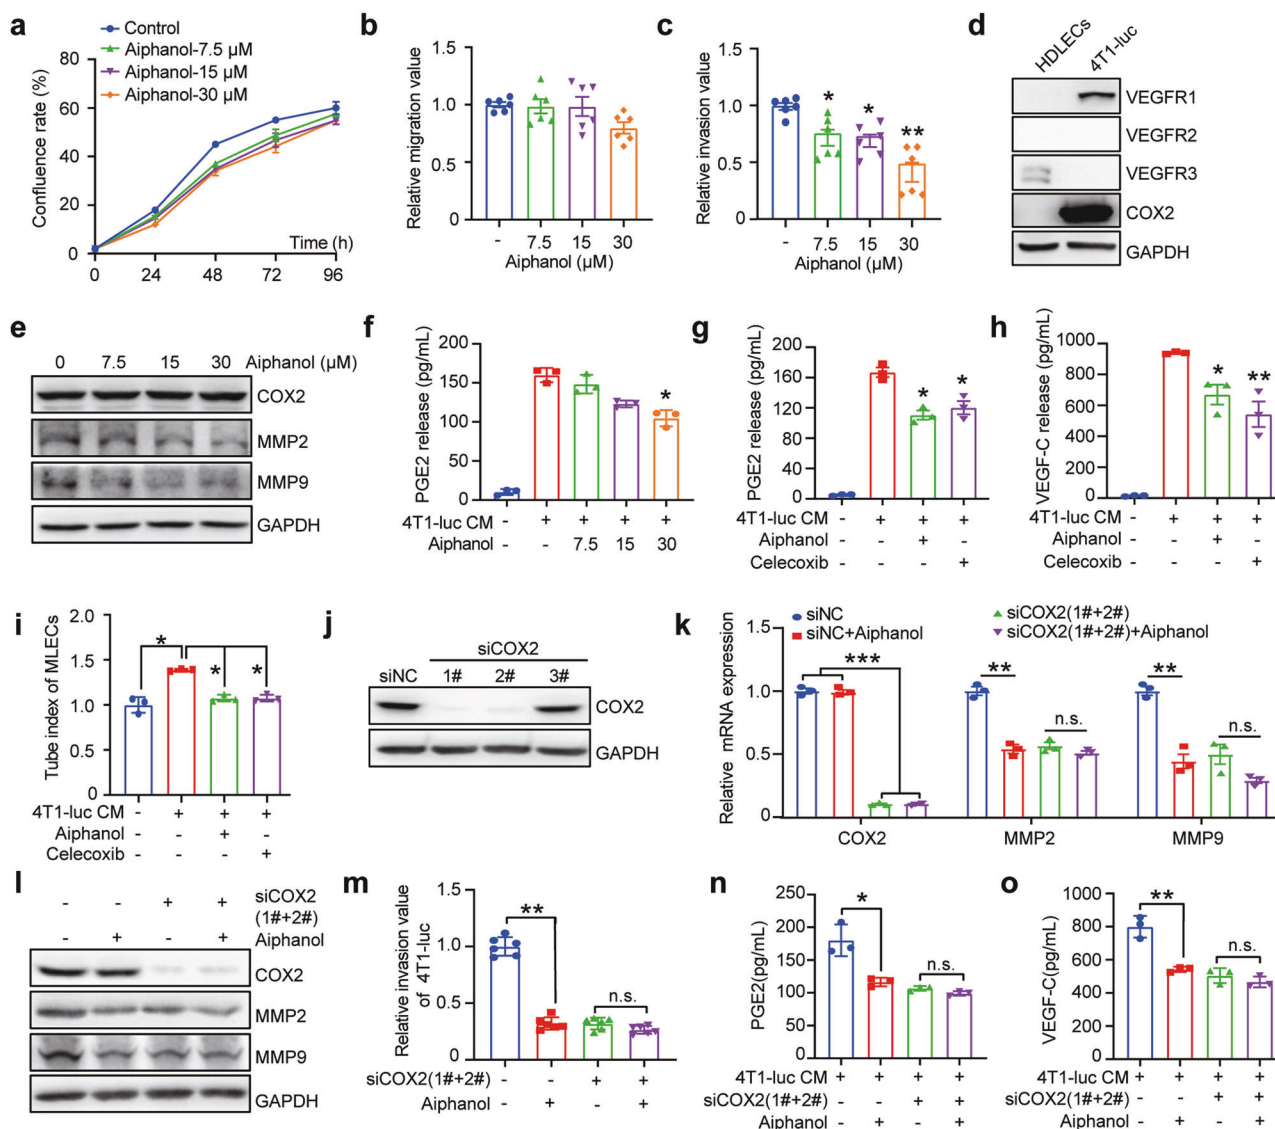 a
Control
Aiphanol-7.5 μM
Aiphanol-15 μM
Aiphanol-30 μM
Confluence rate (%)
80
60
40
20
0
Time (h)
0 24 48 72 96
b
Relative migration value
1.5
1.0
0.5
0
- 7.5 15 30
Aiphanol (μM)
c
Relative invasion value
1.5
1.0
0.5
0
* * **
- 7.5 15 30
Aiphanol (μM)
d
HDLECs 4T1-luc
VEGFR1
VEGFR2
VEGFR3
COX2
GAPDH
e
0 7.5 15 30 Aiphanol (μM)
COX2
MMP2
MMP9
GAPDH
f
PGE2 release (pg/mL)
200
150
100
50
0
*
4T1-luc CM - + + + +
Aiphanol - - 7.5 15 30
g
PGE2 release (pg/mL)
200
160
120
80
40
0
* *
4T1-luc CM - + + +
Aiphanol - - + -
Celecoxib - - - +
h
VEGF-C release (pg/mL)
1000
800
600
400
200
0
* **
4T1-luc CM - + + +
Aiphanol - - + -
Celecoxib - - - +
i
Tube index of MLECs
2.0
1.5
1.0
0.5
0
* * *
4T1-luc CM - + + +
Aiphanol - - + -
Celecoxib - - - +
j
siCOX2
siNC 1# 2# 3#
COX2
GAPDH
k
siNC
siNC+Aiphanol
siCOX2(1#+2#)
siCOX2(1#+2#)+Aiphanol
Relative mRNA expression
1.5
1.0
0.5
0
*** ** n.s. ** n.s.
COX2 MMP2 MMP9
l
- - + + siCOX2
(1#+2#)
- + - + Aiphanol
COX2
MMP2
MMP9
GAPDH
m
Relative invasion value
of 4T1-luc
1.5
1.0
0.5
0
** n.s.
siCOX2(1#+2#) - - + +
Aiphanol - + - +
n
PGE2(pg/mL)
250
200
150
100
50
0
* n.s.
4T1-luc CM + + + +
siCOX2(1#+2#) - - + +
Aiphanol - + - +
o
VEGF-C(pg/mL)
1000
800
600
400
200
0
** n.s.
4T1-luc CM + + + +
siCOX2(1#+2#) - - + +
Aiphanol - + - +